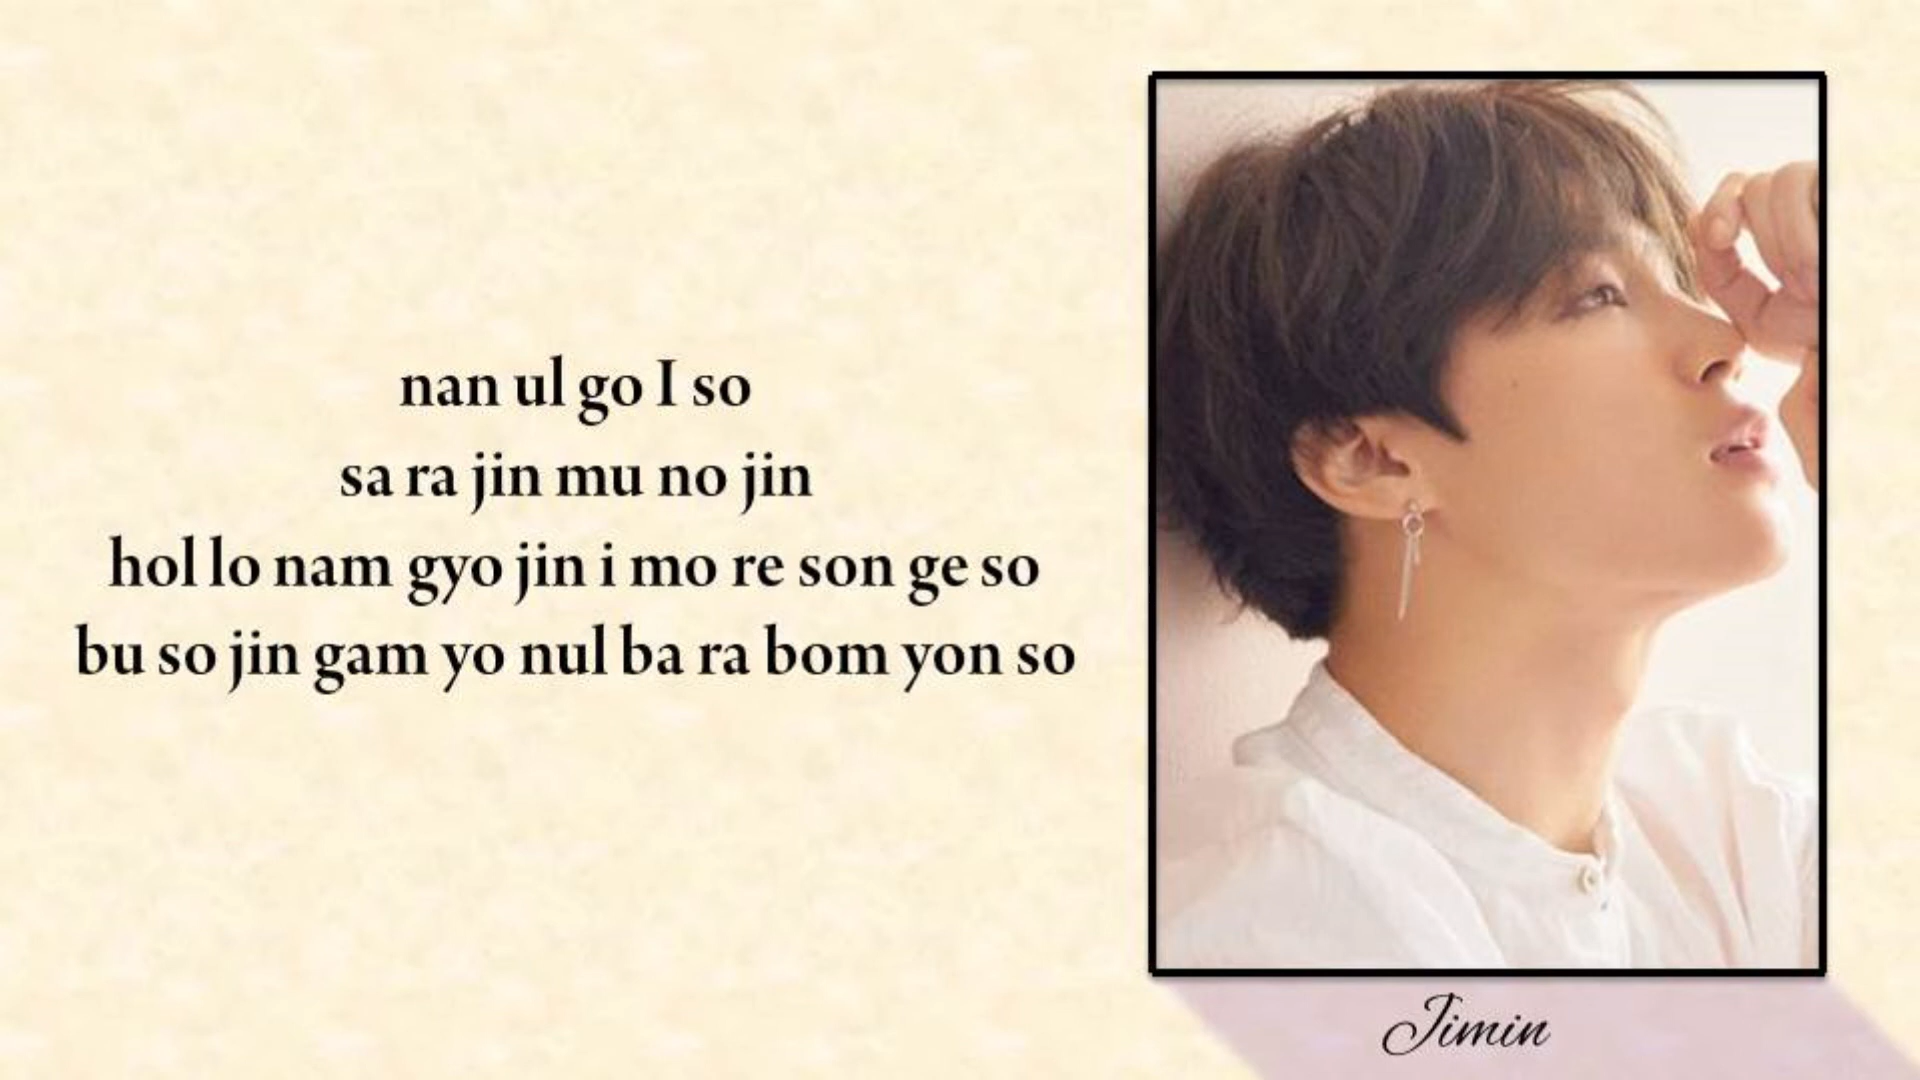 nan ul go I so
sa ra jin mu no jin
hol lo nam gyo jin i mo re son ge so
bu so jin gam yo nul ba ra bom yon so
Jimin